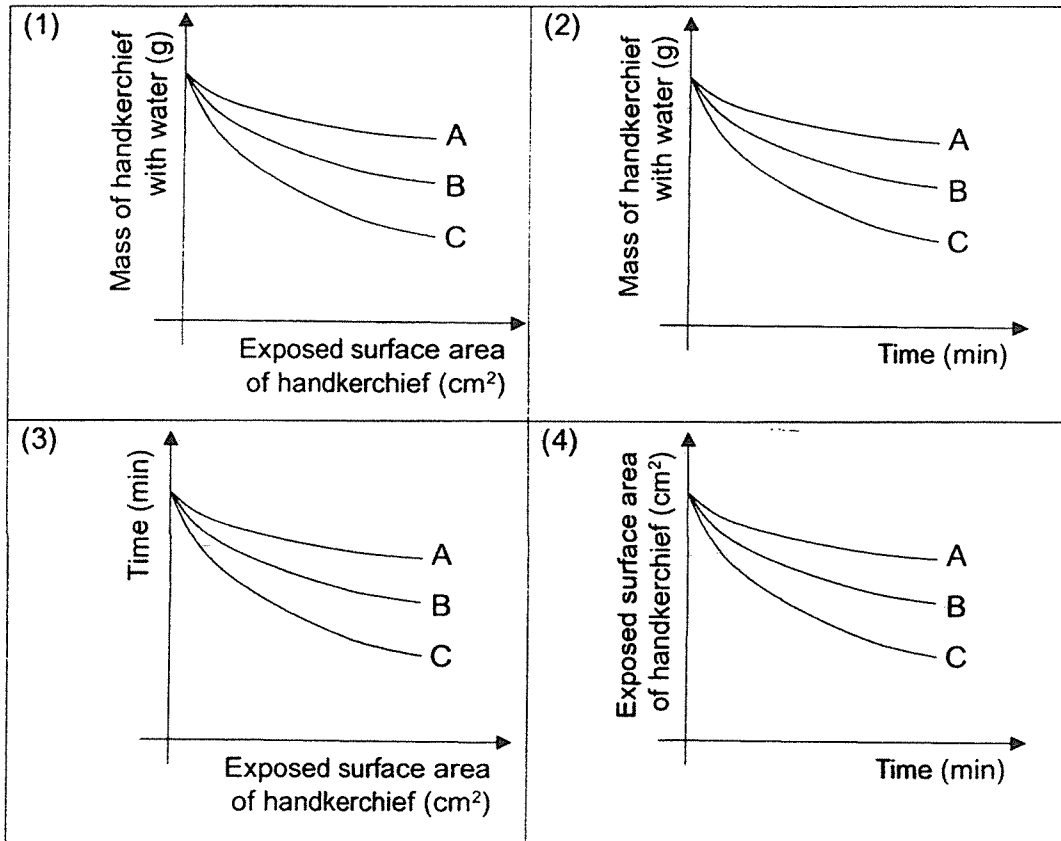 (1)
Mass of handkerchief
with water (g)
A
B
C
Exposed surface area
of handkerchief (cm²)
(2)
Mass of handkerchief
with water (g)
A
B
C
Time (min)
(3)
Time (min)
A
B
C
Exposed surface area
of handkerchief (cm²)
(4)
Exposed surface area
of handkerchief (cm²)
A
B
C
Time (min)